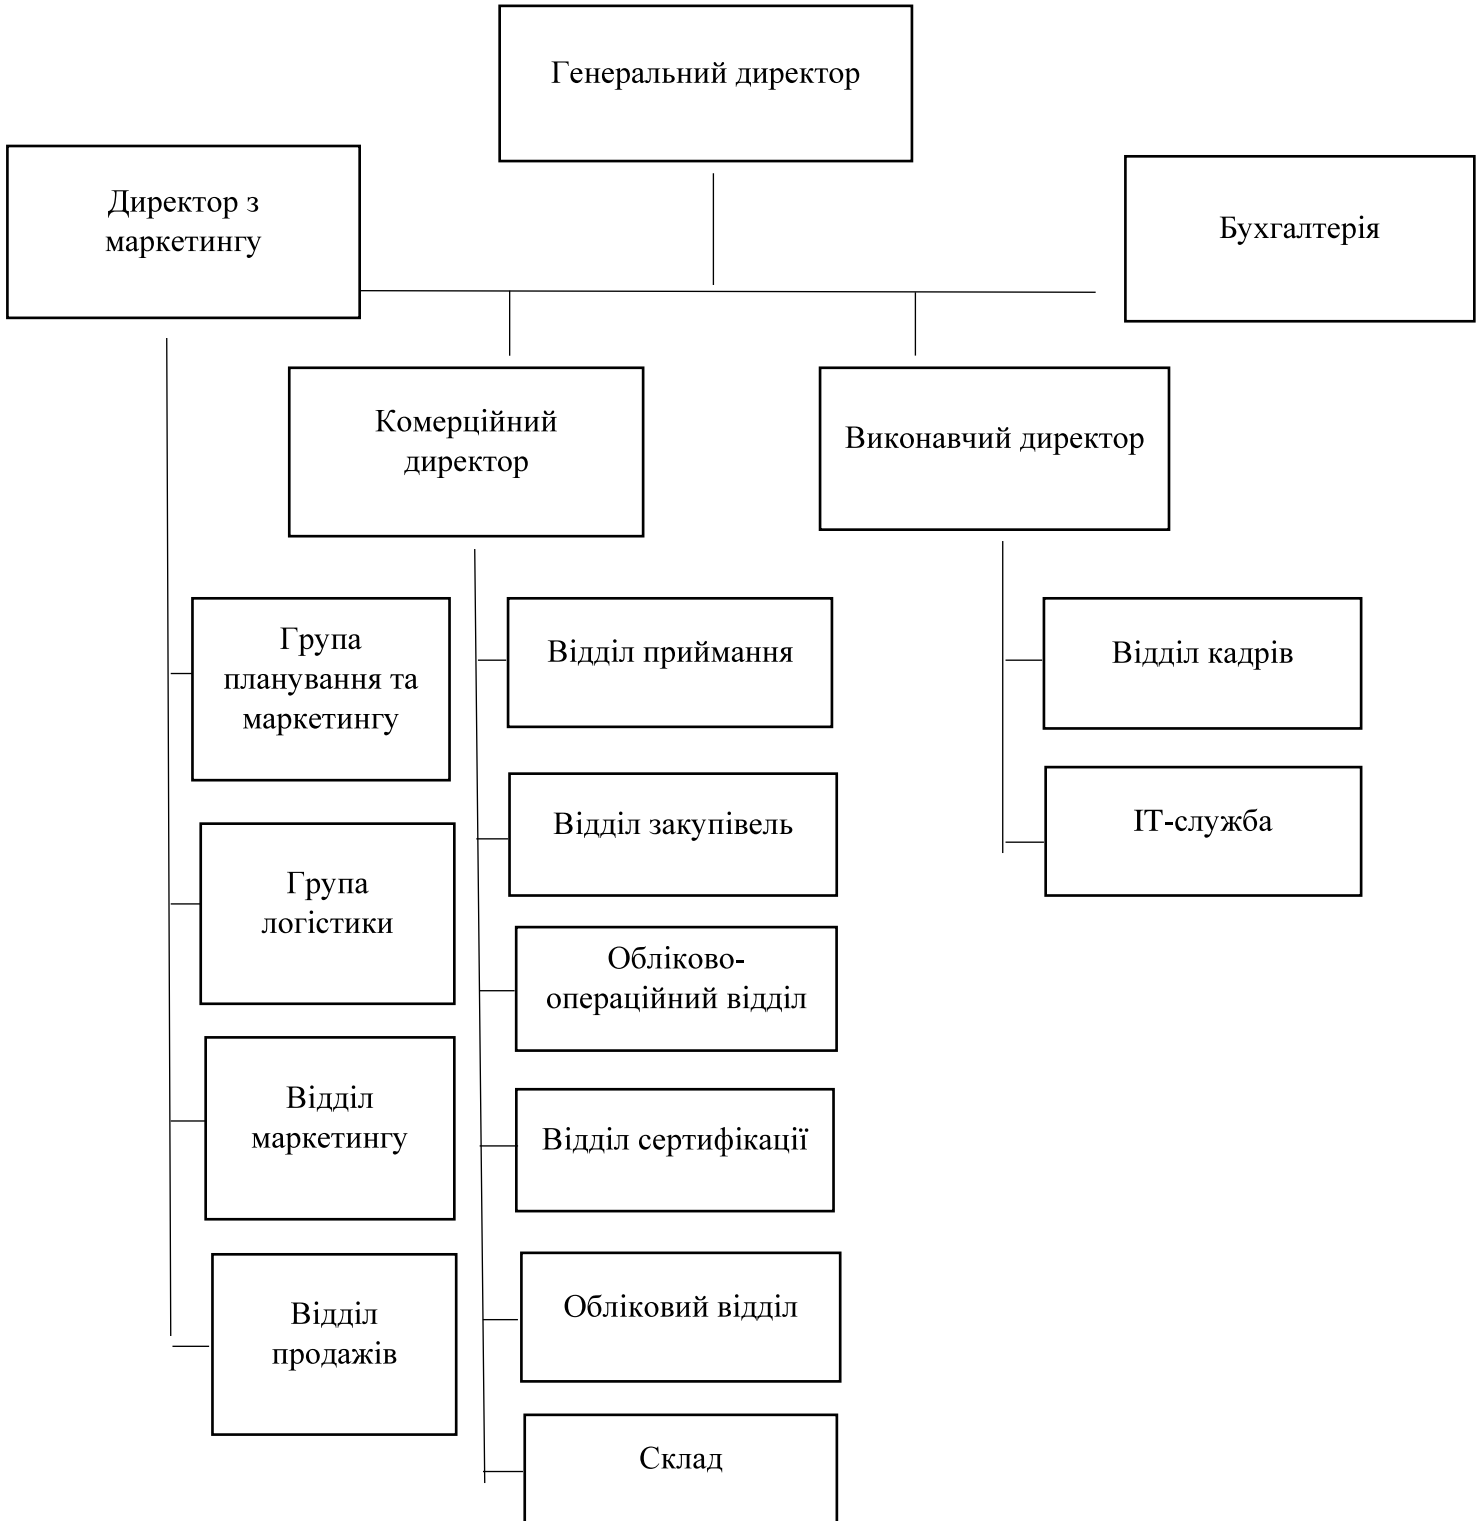 Генеральний директор
Директор з
маркетингу
Бухгалтерія
Комерційний
директор
Виконавчий директор
Група
планування та
маркетингу
Група
логістики
Відділ
маркетингу
Відділ
продажів
Відділ приймання
Відділ закупівель
Обліково-
операційний відділ
Відділ сертифікації
Обліковий відділ
Склад
Відділ кадрів
ІТ-служба